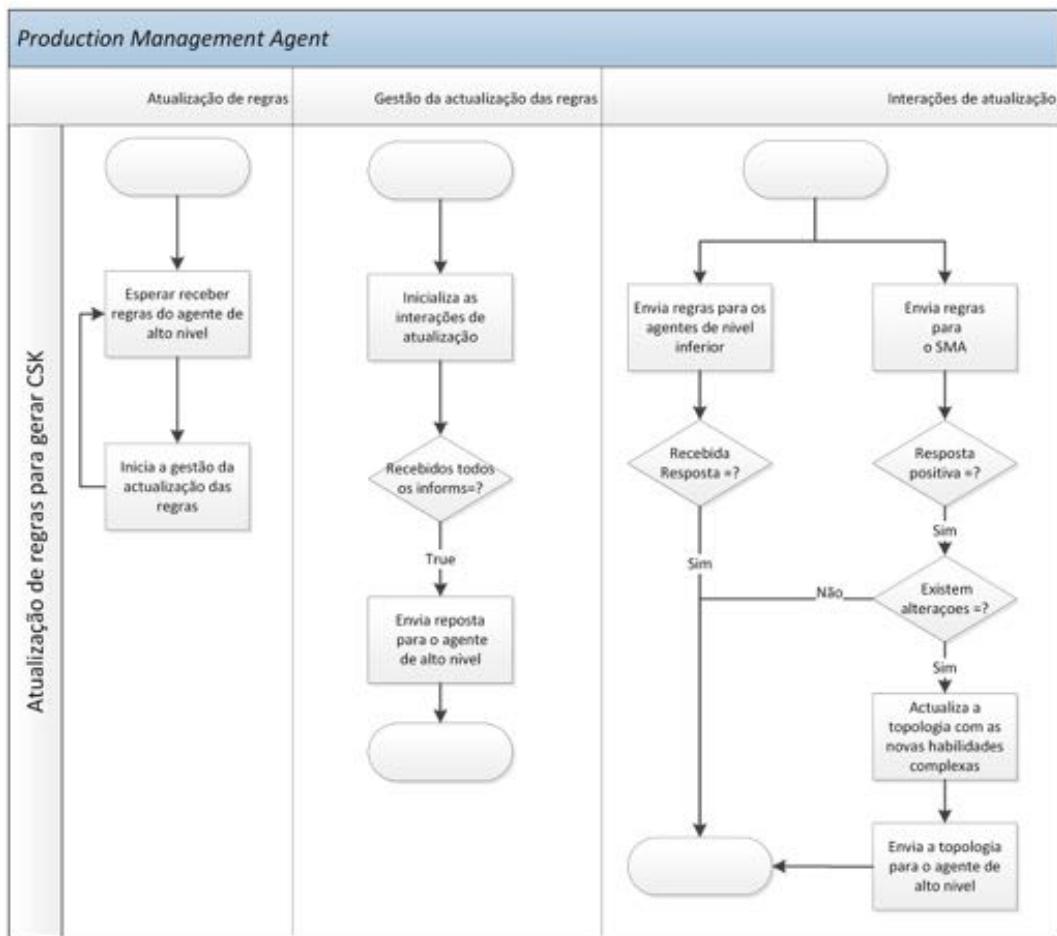 Production Management Agent
Atualização de regras
Gestão da actualização das regras
Interações de atualização
Atualização de regras para gerar CSK
Esperar receber
regras do agente de
alto nivel
Inicia a gestão da
actualização das
regras
Inicializa as
interações de
atualização
Recebidos todos
os informs=?
True
Envia reposta
para o agente
de alto nivel
Envia regras para os
agentes de nivel
inferior
Recebida
Resposta =?
Sim
Envia regras
para
o SMA
Resposta
positiva =?
Sim
Existem
alteraçoes =?
Não
Sim
Actualiza a
topologia com as
novas habilidades
complexas
Envia a topologia
para o agente de
alto nivel